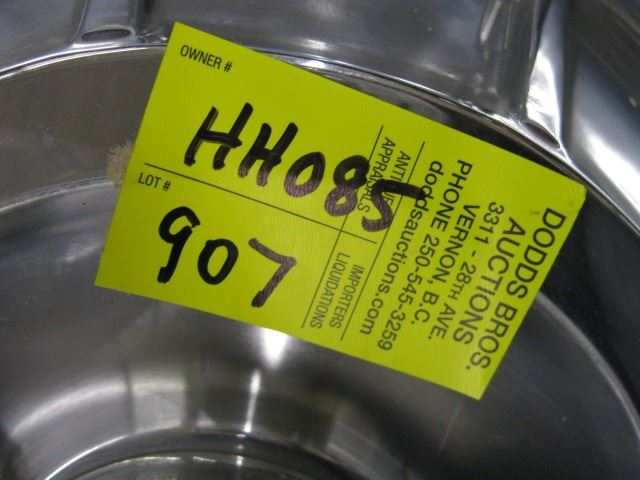 OWNER #
HH085
LOT #
907
ANTIQUE
APPRAISALS
IMPORTERS
LIQUIDATIONS
DODDS BROS.
AUCTIONS
3311 - 28TH AVE.
VERNON, B.C.
PHONE 250-545-3259
doddsauctions.com